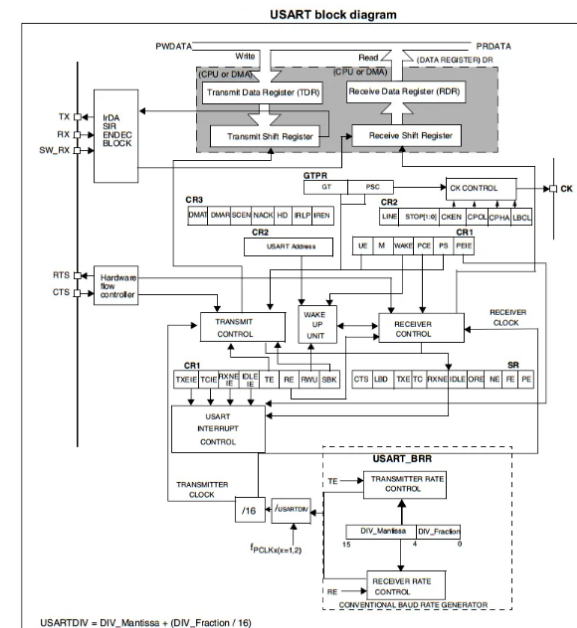 USART block diagram
PWDATA PRDATA
Write Read (DATA REGISTER) DR
(CPU or DMA) (CPU or DMA)
Transmit Data Register (TDR) Receive Data Register (RDR)
TX
RX
SW_RX
IrDA
SIR
ENDEC
BLOCK
Transmit Shift Register Receive Shift Register
GTPR
GT PSC CK CONTROL CK
CR3 CR2
DMAT DMAR SCEN NACK HD IRLP IREN LINE STOP[1:0] CKEN CPOL CPHA LBCL
CR2 CR1
USART Address UE M WAKE PCE PS PEIE
RTS
CTS
Hardware
flow
controller
TRANSMIT
CONTROL
WAKE
UP
UNIT
RECEIVER
CONTROL
RECEIVER
CLOCK
CR1 SR
TXEIE TCIE RXNE
IE IDLE
IE TE RE RWU SBK CTS LBD TXE TC RXNE IDLE ORE NE FE PE
USART
INTERRUPT
CONTROL
USART_BRR
TRANSMITTER
CLOCK
TE TRANSMITTER RATE
CONTROL
/16 /USARTDIV
DIV_Mantissa DIV_Fraction
15 4 0
fPCLKx(x=1,2)
RE RECEIVER RATE
CONTROL
CONVENTIONAL BAUD RATE GENERATOR
USARTDIV = DIV_Mantissa + (DIV_Fraction / 16)